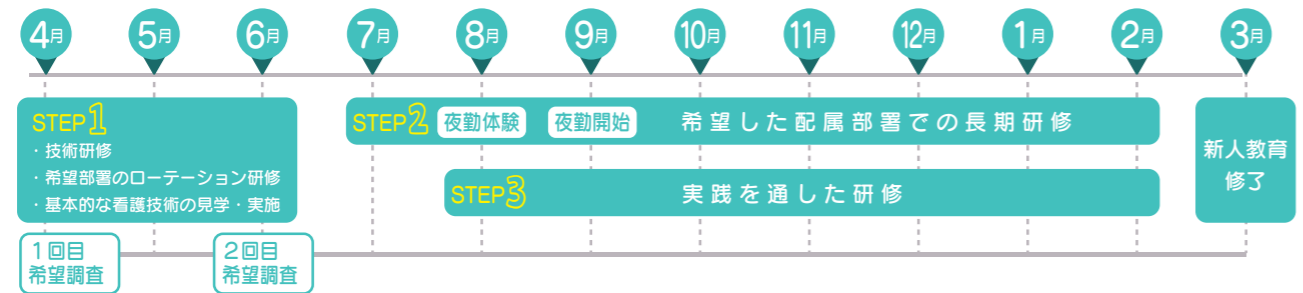 4月 5月 6月 7月 8月 9月 10月 11月 12月 1月 2月 3月
STEP1
・技術研修
・希望部署のローテーション研修
・基本的な看護技術の見学・実施
STEP2 夜勤体験 夜勤開始 希望した配属部署での長期研修
STEP3 実践を通した研修
新人教育
修了
1回目
希望調査
2回目
希望調査